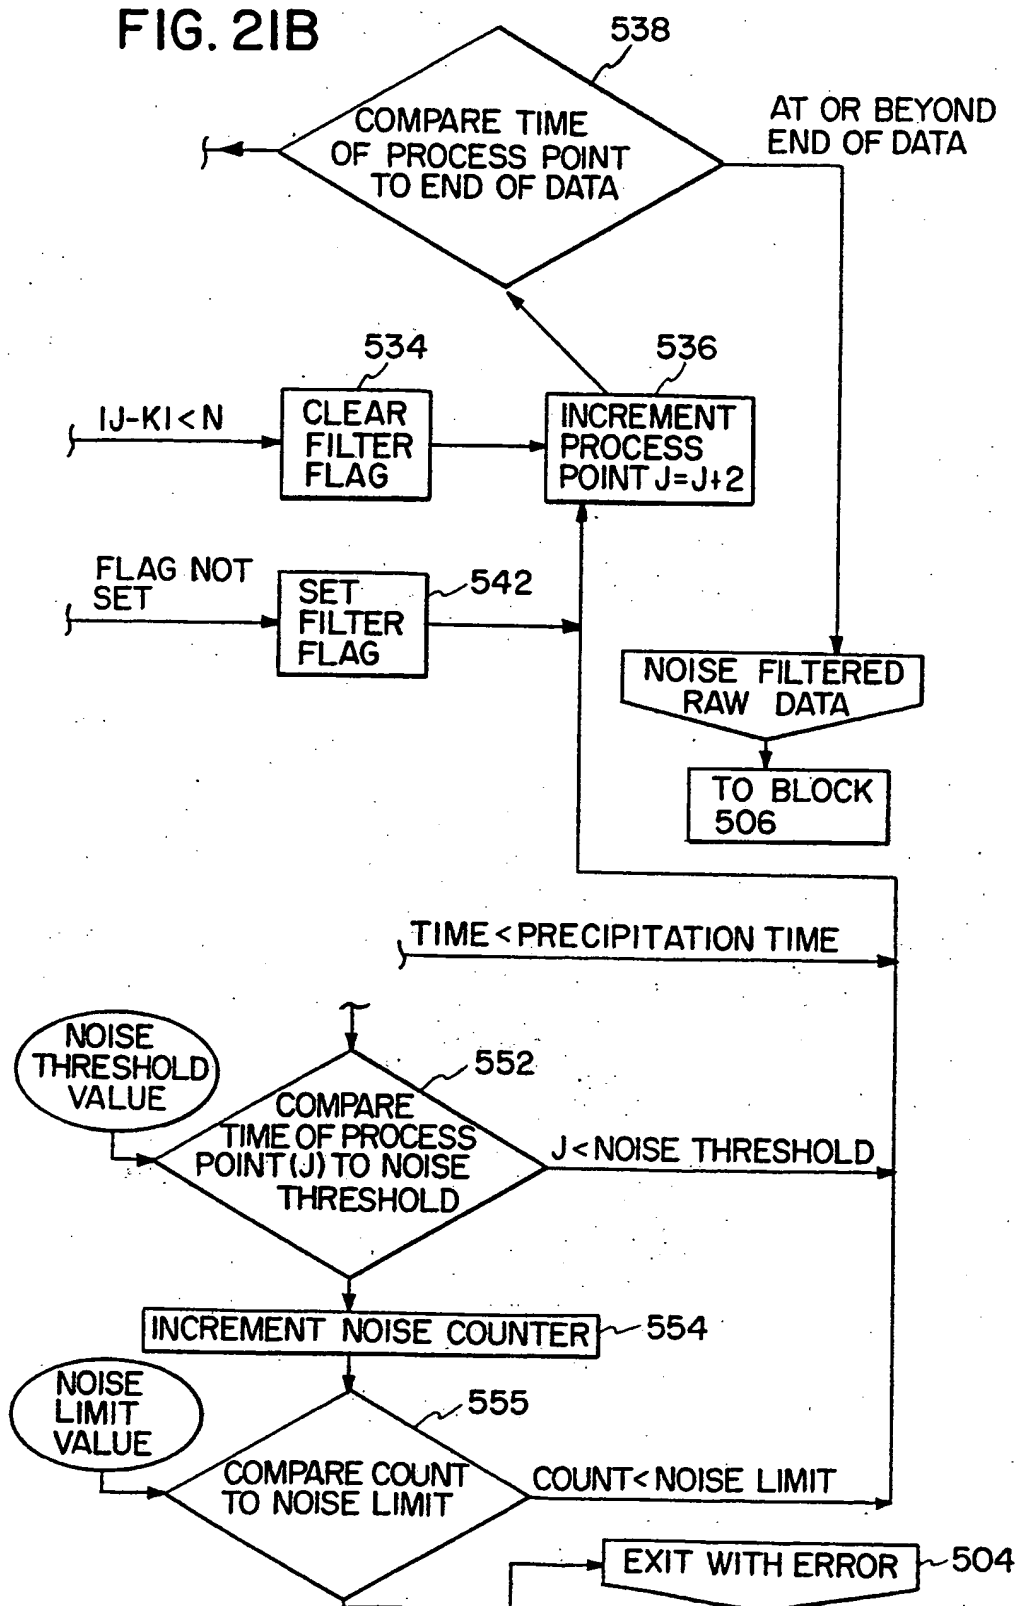 FIG. 21B
538
COMPARE TIME
OF PROCESS POINT
TO END OF DATA
AT OR BEYOND
END OF DATA
534
536
|J-K|<N
CLEAR
FILTER
FLAG
INCREMENT
PROCESS
POINT J=J+2
FLAG NOT
SET
SET
FILTER
FLAG
542
NOISE FILTERED
RAW DATA
TO BLOCK
506
TIME<PRECIPITATION TIME
NOISE
THRESHOLD
VALUE
552
COMPARE
TIME OF PROCESS
POINT(J) TO NOISE
THRESHOLD
J<NOISE THRESHOLD
INCREMENT NOISE COUNTER
554
NOISE
LIMIT
VALUE
555
COMPARE COUNT
TO NOISE LIMIT
COUNT<NOISE LIMIT
EXIT WITH ERROR
504